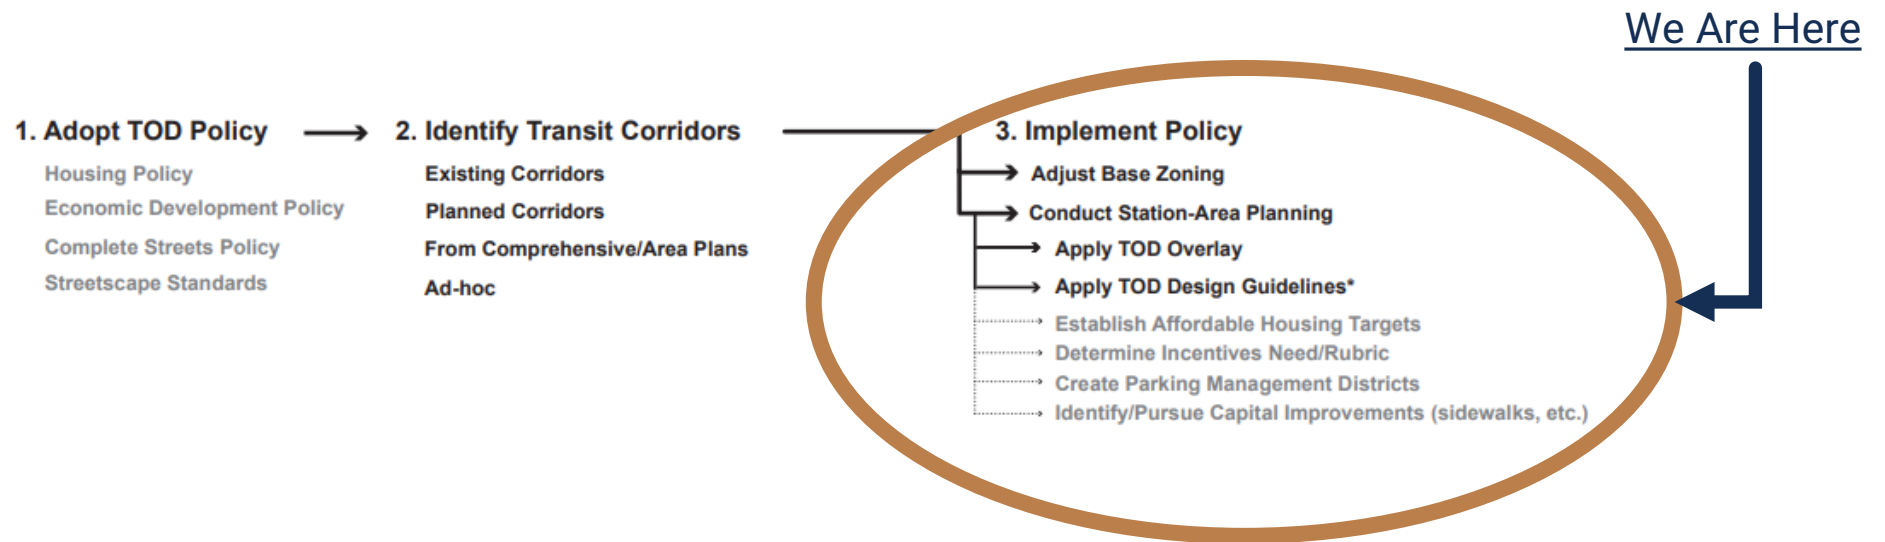 We Are Here
1. Adopt TOD Policy
Housing Policy
Economic Development Policy
Complete Streets Policy
Streetscape Standards
2. Identify Transit Corridors
Existing Corridors
Planned Corridors
From Comprehensive/Area Plans
Ad-hoc
3. Implement Policy
Adjust Base Zoning
Conduct Station-Area Planning
Apply TOD Overlay
Apply TOD Design Guidelines*
Establish Affordable Housing Targets
Determine Incentives Need/Rubric
Create Parking Management Districts
Identify/Pursue Capital Improvements (sidewalks, etc.)